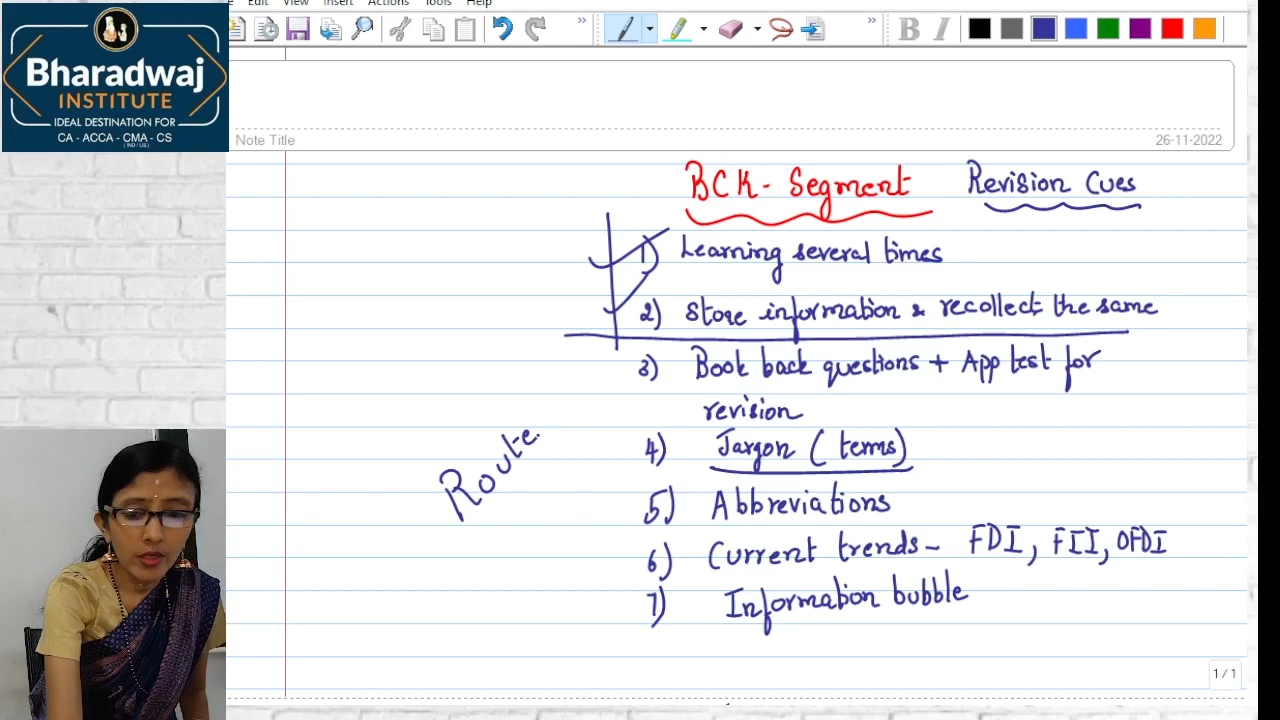 Edit View Insert Actions Tools Help
Bharadwaj
INSTITUTE
IDEAL DESTINATION FOR
CA - ACCA - CMA - CS
(IND / US)
B I
Note Title
26-11-2022
BCK - Segment Revision Cues
1) Learning several times
2) Store information & recollect the same
3) Book back questions + App test for
revision
4) Jargon (terms)
Route
5) Abbreviations
6) Current trends - FDI, FII, OFDI
7) Information bubble
1 / 1